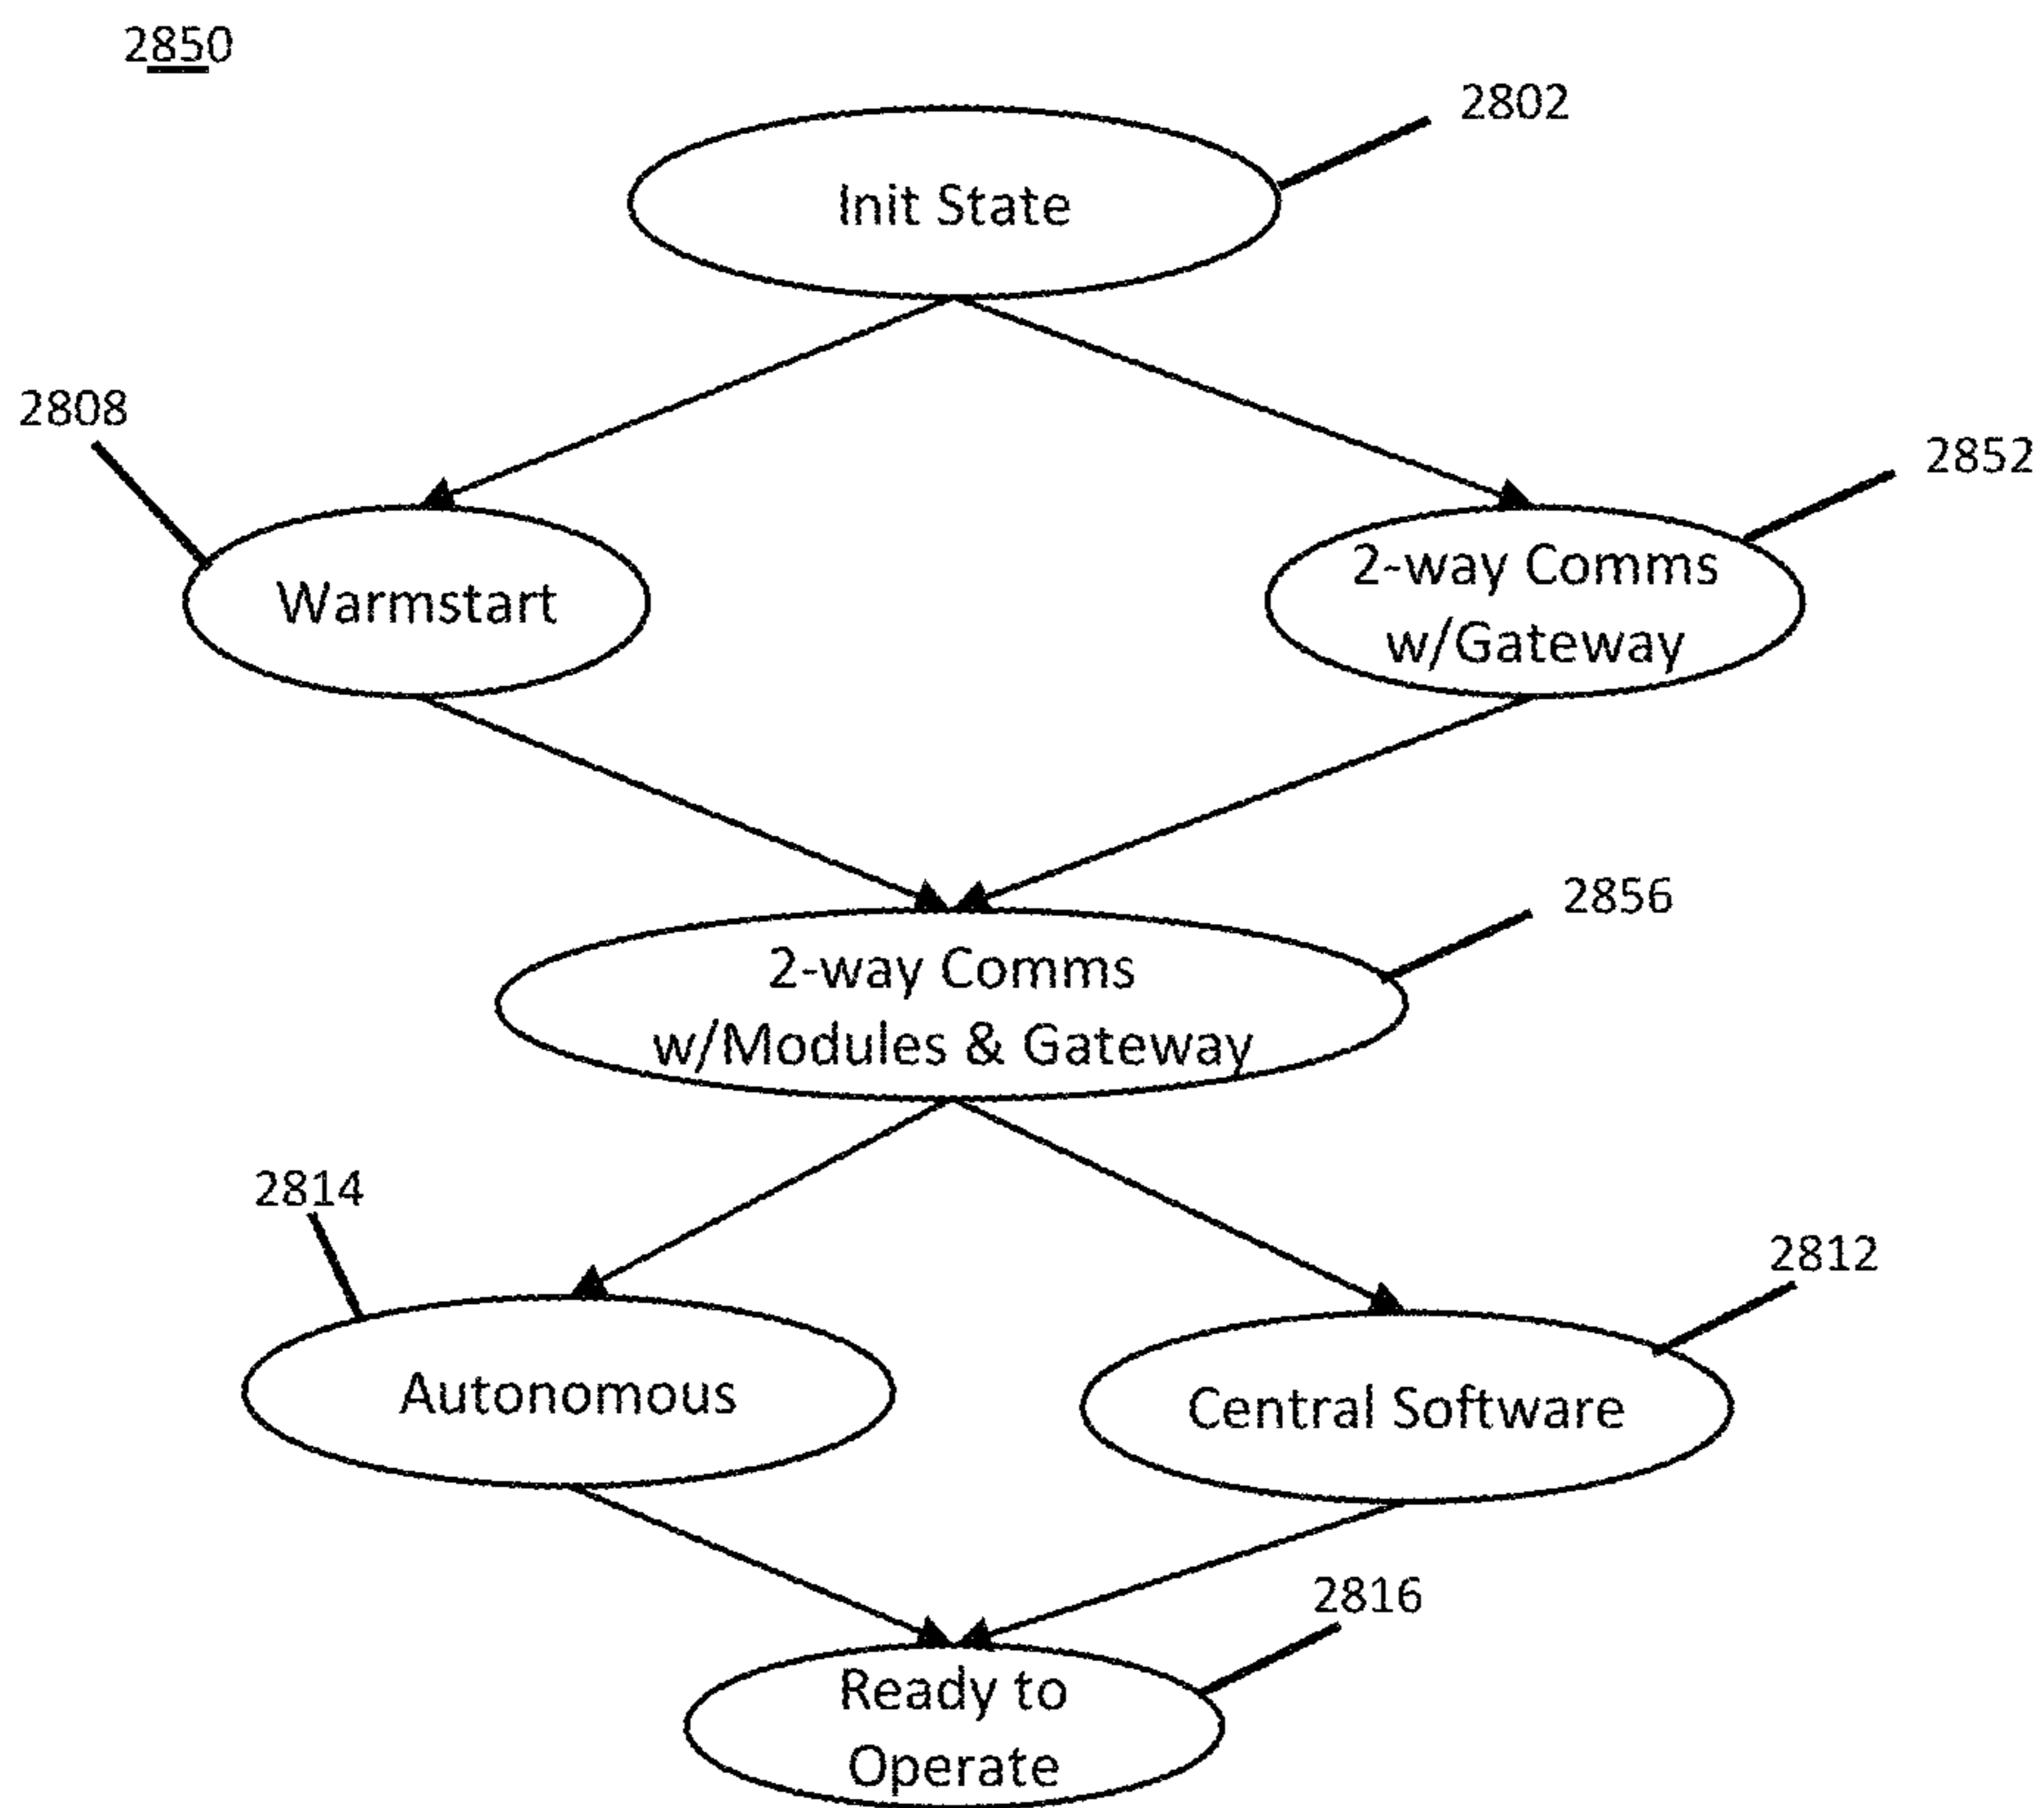 2850
2802
Init State
2808
2852
Warmstart
2-way Comms
w/Gateway
2856
2-way Comms
w/Modules & Gateway
2814
2812
Autonomous
Central Software
2816
Ready to
Operate